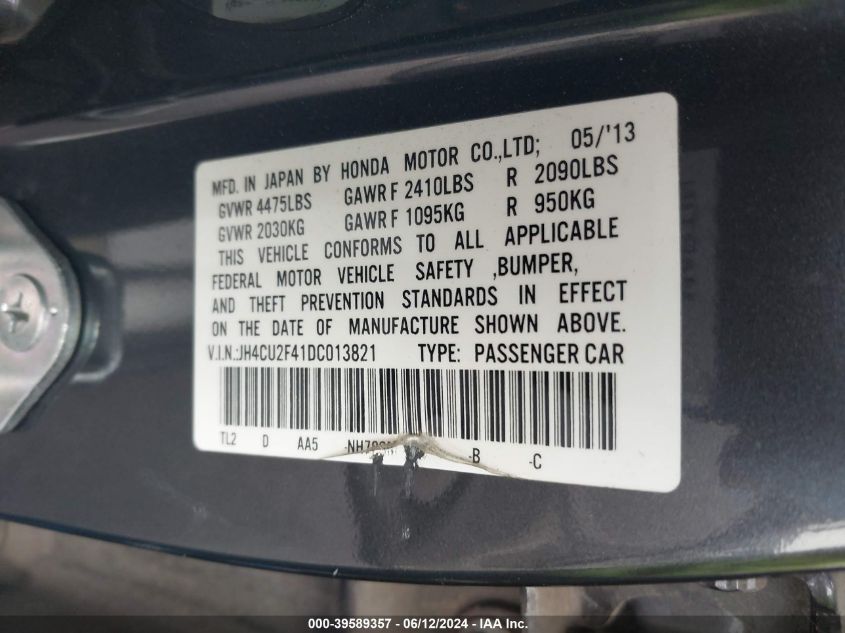 MFD. IN JAPAN BY HONDA MOTOR CO.,LTD; 05/'13
GVWR 4475LBS GAWR F 2410LBS R 2090LBS
GVWR 2030KG GAWR F 1095KG R 950KG
THIS VEHICLE CONFORMS TO ALL APPLICABLE
FEDERAL MOTOR VEHICLE SAFETY ,BUMPER,
AND THEFT PREVENTION STANDARDS IN EFFECT
ON THE DATE OF MANUFACTURE SHOWN ABOVE.
V.I.N.:JH4CU2F41DC013821 TYPE: PASSENGER CAR
TL2 D AA5 -B -C
000-39589357 - 06/12/2024 - IAA Inc.